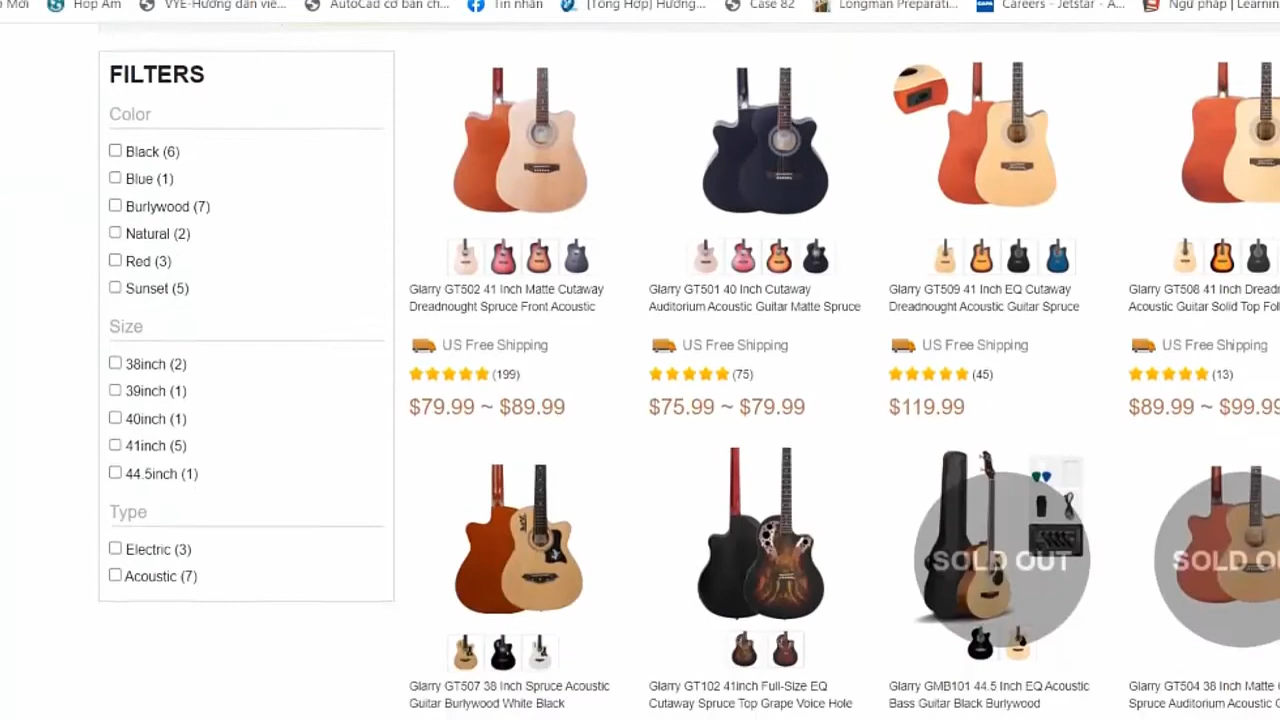 Hợp Âm
VYE-Hướng dẫn viê...
AutoCad cơ bản ch...
Tin nhắn
[Tổng Hợp] Hướng...
Case 82
Longman Preparati...
Careers - Jetstar - A...
Ngữ pháp | Learnin
FILTERS
Color
Black (6)
Blue (1)
Burlywood (7)
Natural (2)
Red (3)
Sunset (5)
Size
38inch (2)
39inch (1)
40inch (1)
41inch (5)
44.5inch (1)
Type
Electric (3)
Acoustic (7)
Glarry GT502 41 Inch Matte Cutaway
Dreadnought Spruce Front Acoustic
US Free Shipping
(199)
$79.99 ~ $89.99
Glarry GT501 40 Inch Cutaway
Auditorium Acoustic Guitar Matte Spruce
US Free Shipping
(75)
$75.99 ~ $79.99
Glarry GT509 41 Inch EQ Cutaway
Dreadnought Acoustic Guitar Spruce
US Free Shipping
(45)
$119.99
Glarry GT508 41 Inch Dreadn
Acoustic Guitar Solid Top Fol
US Free Shipping
(13)
$89.99 ~ $99.99
Glarry GT507 38 Inch Spruce Acoustic
Guitar Burlywood White Black
Glarry GT102 41inch Full-Size EQ
Cutaway Spruce Top Grape Voice Hole
SOLD OUT
Glarry GMB101 44.5 Inch EQ Acoustic
Bass Guitar Black Burlywood
SOLD OU
Glarry GT504 38 Inch Matte
Spruce Auditorium Acoustic